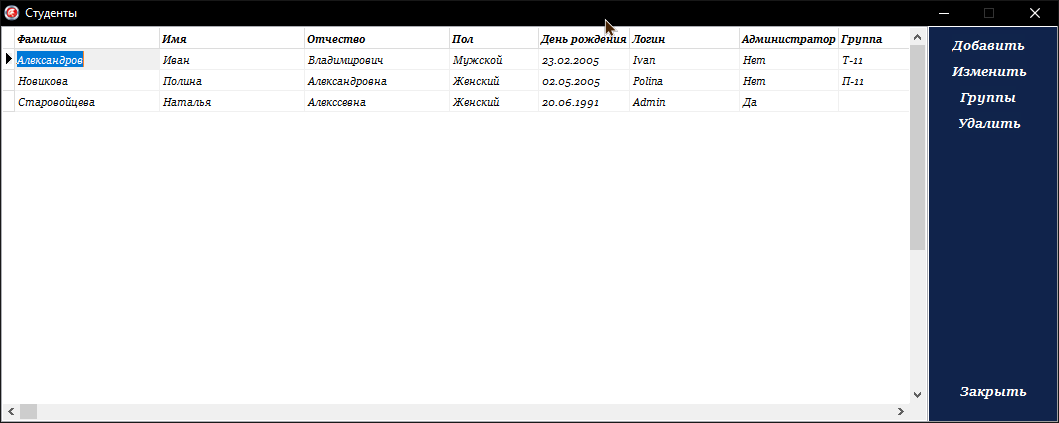 Студенты
Фамилия Имя Отчество Пол День рождения Логин Администратор Группа
Александров Иван Владимирович Мужской 23.02.2005 Ivan Нет Т-11
Новикова Полина Александровна Женский 02.05.2005 Polina Нет П-11
Старовойцева Наталья Алекссевна Женский 20.06.1991 Admin Да
Добавить
Изменить
Группы
Удалить
Закрыть